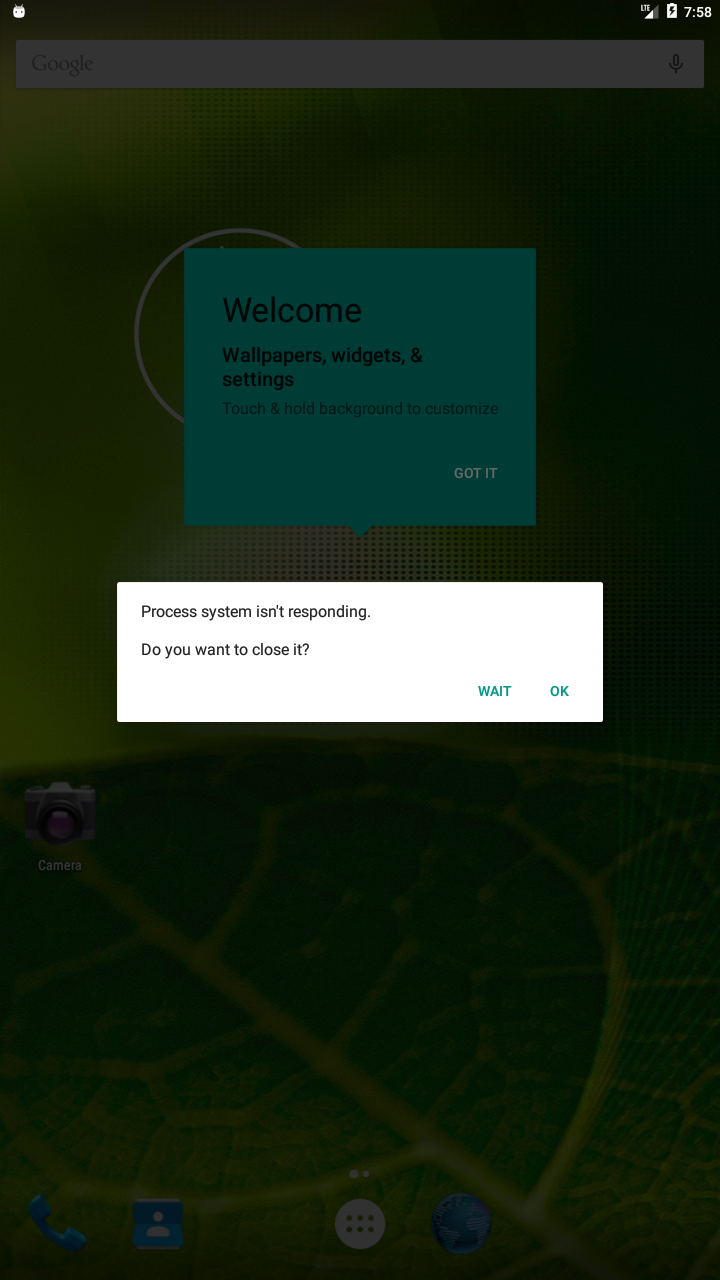 LTE 7:58
Google
Welcome
Wallpapers, widgets, &
settings
Touch & hold background to customize
GOT IT
Process system isn't responding.
Do you want to close it?
WAIT OK
Camera